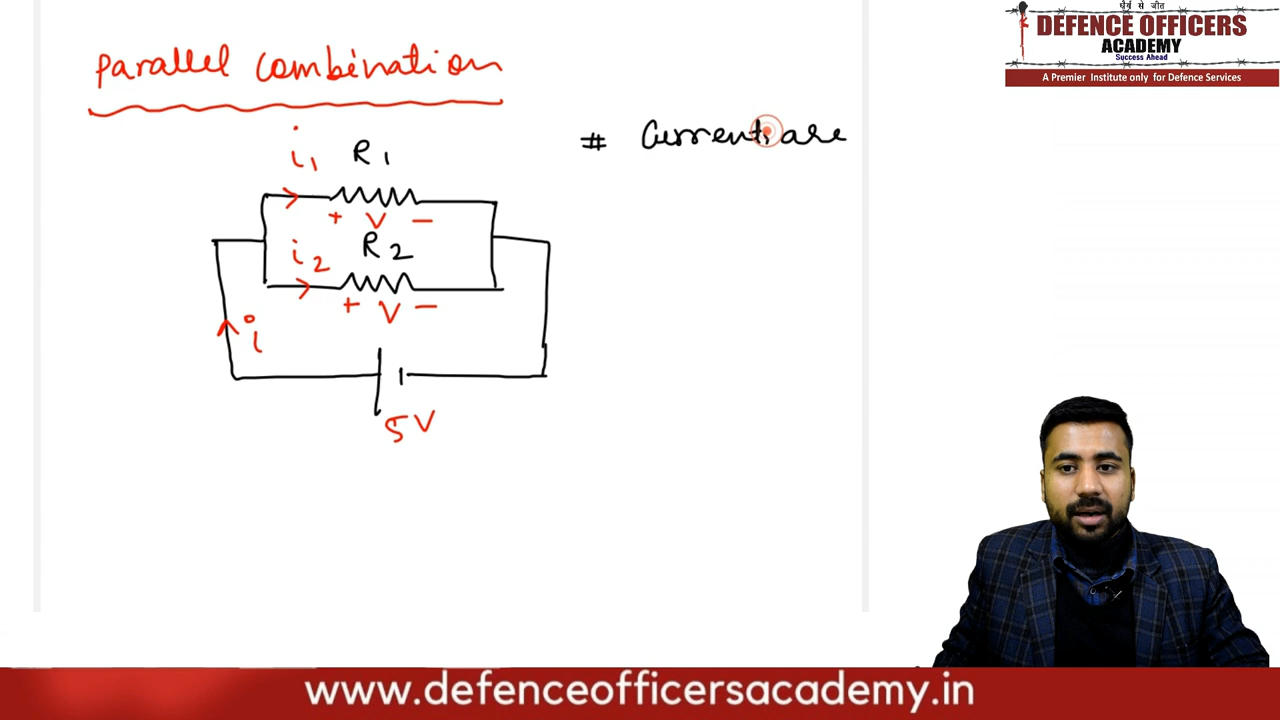 धैर्य से जीत
DEFENCE OFFICERS
ACADEMY
Success Ahead
A Premier Institute only for Defence Services
Parallel combination
# Currents are
i1 R1
+ V -
i2 R2
+ V -
i
5V
www.defenceofficersacademy.in